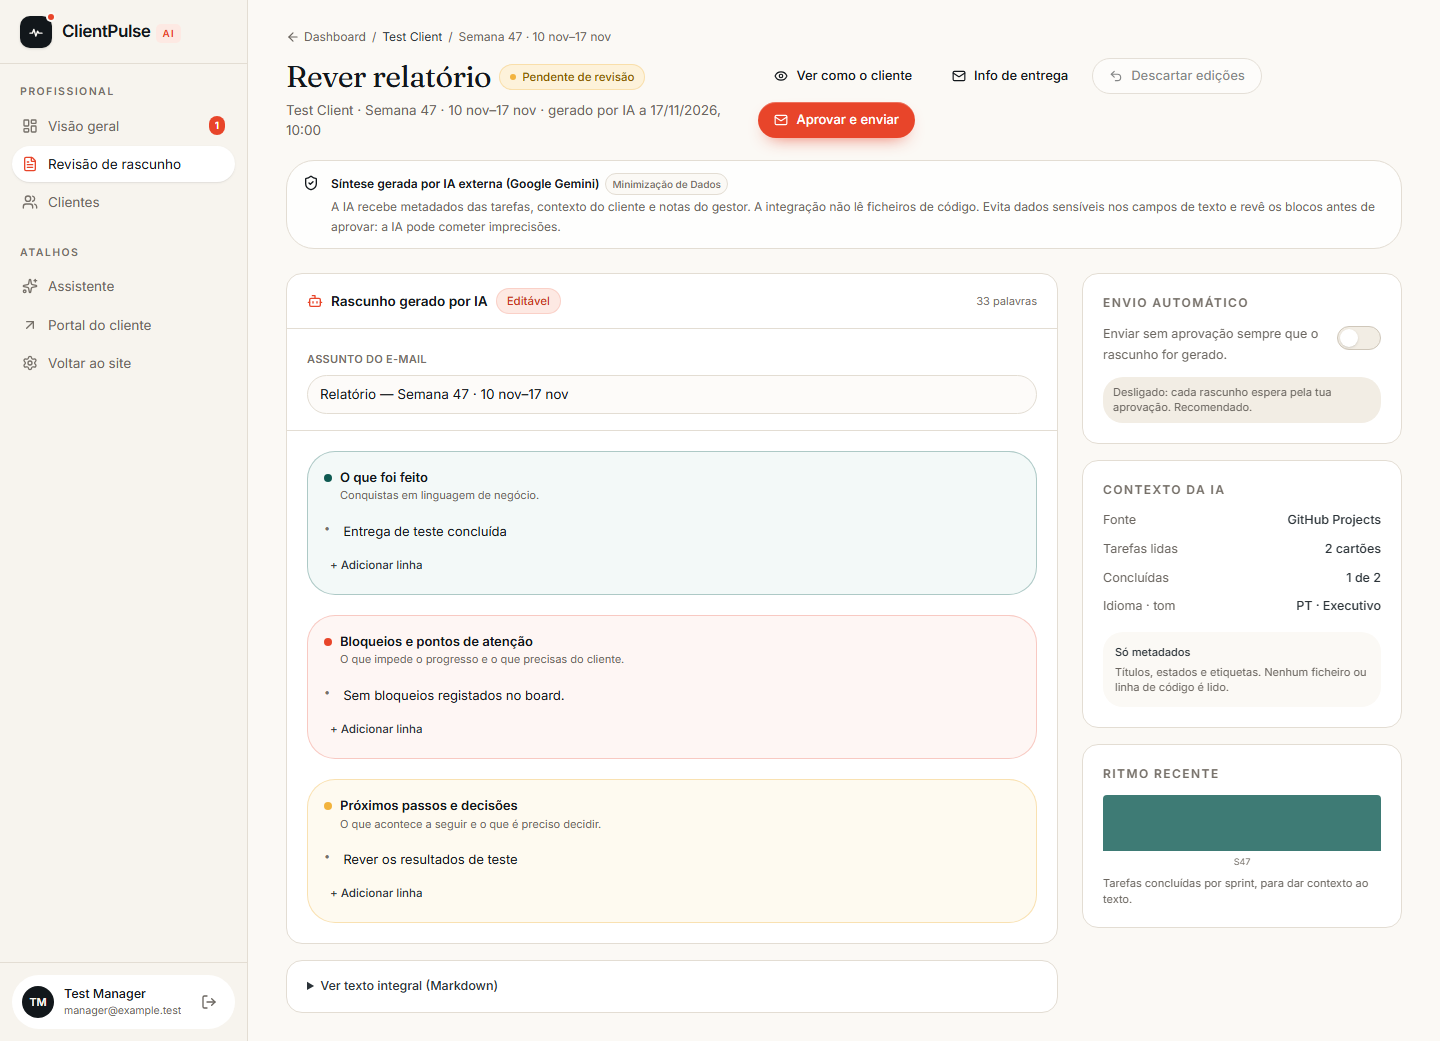 ClientPulse AI
PROFISSIONAL
Visão geral
1
Revisão de rascunho
Clientes
ATALHOS
Assistente
Portal do cliente
Voltar ao site
TM
Test Manager
manager@example.test
← Dashboard / Test Client / Semana 47 · 10 nov–17 nov
Rever relatório
Pendente de revisão
Test Client · Semana 47 · 10 nov–17 nov · gerado por IA a 17/11/2026,
10:00
Ver como o cliente
Info de entrega
Descartar edições
Aprovar e enviar
Síntese gerada por IA externa (Google Gemini)
Minimização de Dados
A IA recebe metadados das tarefas, contexto do cliente e notas do gestor. A integração não lê ficheiros de código. Evita dados sensíveis nos campos de texto e revê os blocos antes de
aprovar: a IA pode cometer imprecisões.
Rascunho gerado por IA
Editável
33 palavras
ASSUNTO DO E-MAIL
Relatório — Semana 47 · 10 nov–17 nov
O que foi feito
Conquistas em linguagem de negócio.
* Entrega de teste concluída
+ Adicionar linha
Bloqueios e pontos de atenção
O que impede o progresso e o que precisas do cliente.
* Sem bloqueios registados no board.
+ Adicionar linha
Próximos passos e decisões
O que acontece a seguir e o que é preciso decidir.
* Rever os resultados de teste
+ Adicionar linha
Ver texto integral (Markdown)
ENVIO AUTOMÁTICO
Enviar sem aprovação sempre que o
rascunho for gerado.
Desligado: cada rascunho espera pela tua
aprovação. Recomendado.
CONTEXTO DA IA
Fonte GitHub Projects
Tarefas lidas 2 cartões
Concluídas 1 de 2
Idioma · tom PT · Executivo
Só metadados
Títulos, estados e etiquetas. Nenhum ficheiro ou
linha de código é lido.
RITMO RECENTE
S47
Tarefas concluídas por sprint, para dar contexto ao
texto.